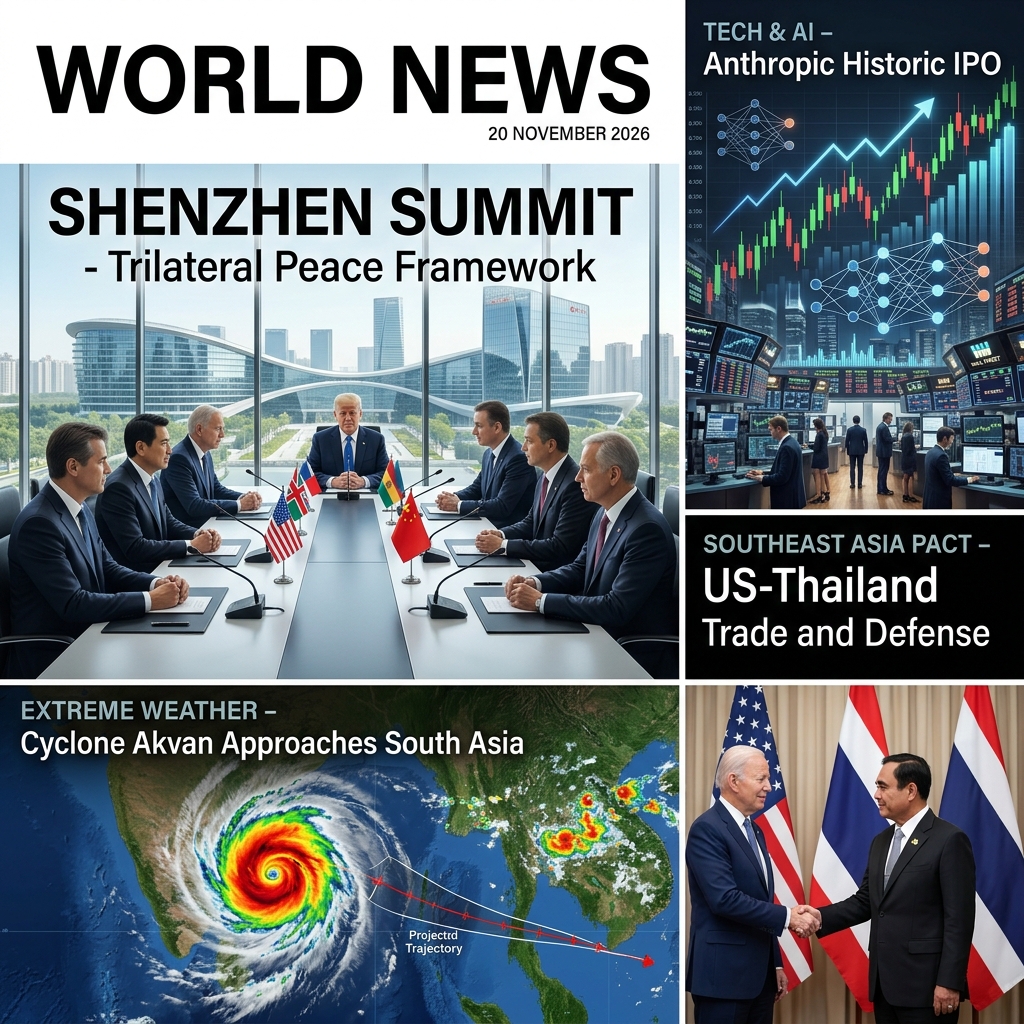 WORLD NEWS
20 NOVEMBER 2026
SHENZHEN SUMMIT
- Trilateral Peace Framework
TECH & AI –
Anthropic Historic IPO
SOUTHEAST ASIA PACT –
US-Thailand
Trade and Defense
EXTREME WEATHER –
Cyclone Akvan Approaches South Asia
Projectrd
Trajectory